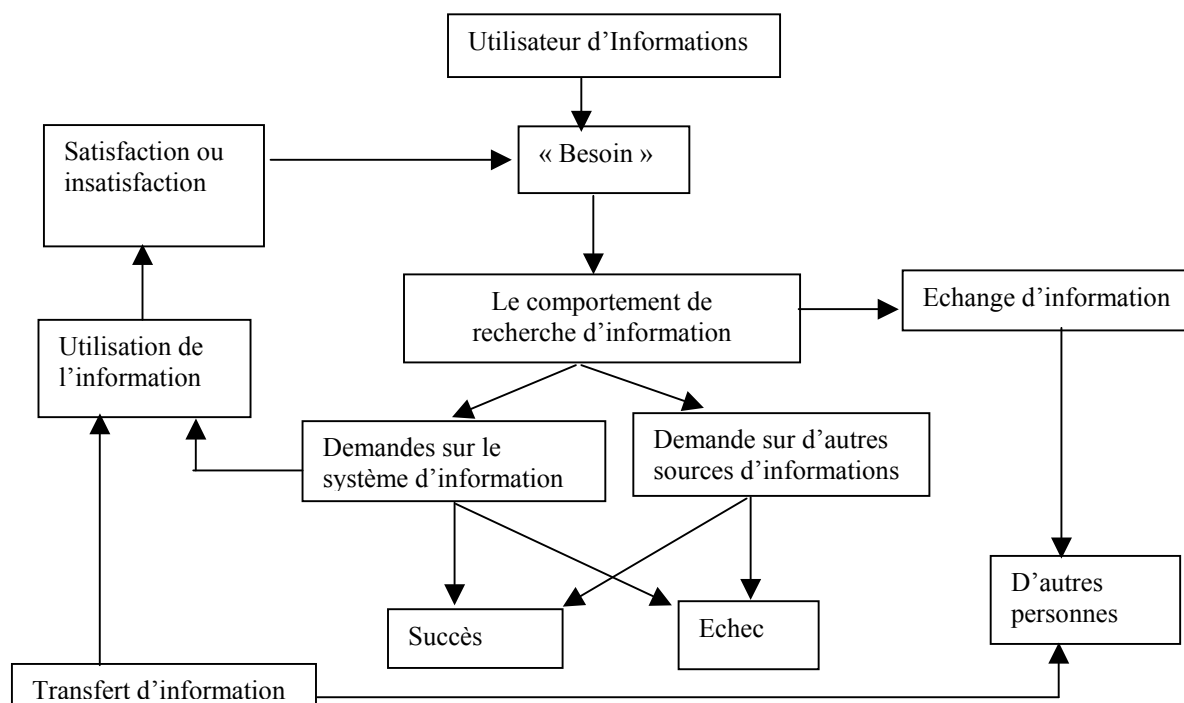 Utilisateur d’Informations
Satisfaction ou
insatisfaction
« Besoin »
Le comportement de
recherche d’information
Echange d’information
Utilisation de
l’information
Demandes sur le
système d’information
Demande sur d’autres
sources d’informations
D’autres
personnes
Succès
Echec
Transfert d’information